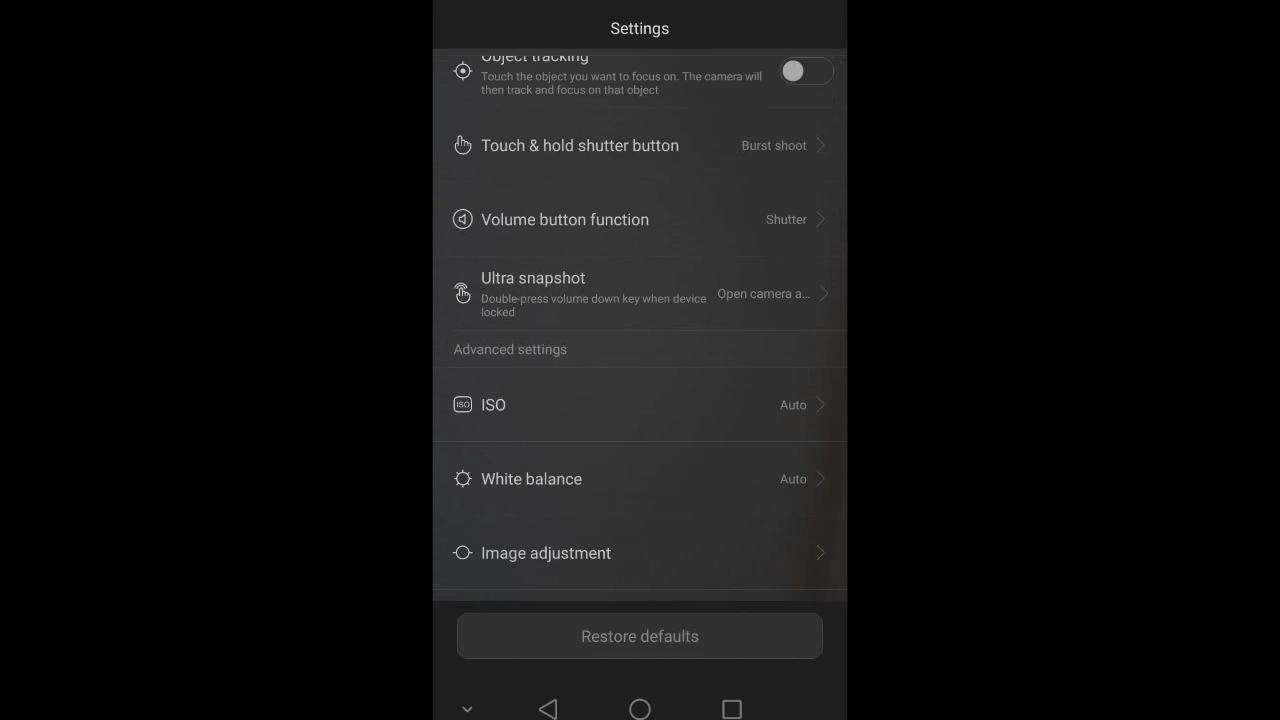 Settings
Object tracking
Touch the object you want to focus on. The camera will
then track and focus on that object
Touch & hold shutter button
Burst shoot
Volume button function
Shutter
Ultra snapshot
Double-press volume down key when device
locked
Open camera a...
Advanced settings
ISO
ISO
Auto
White balance
Auto
Image adjustment
Restore defaults